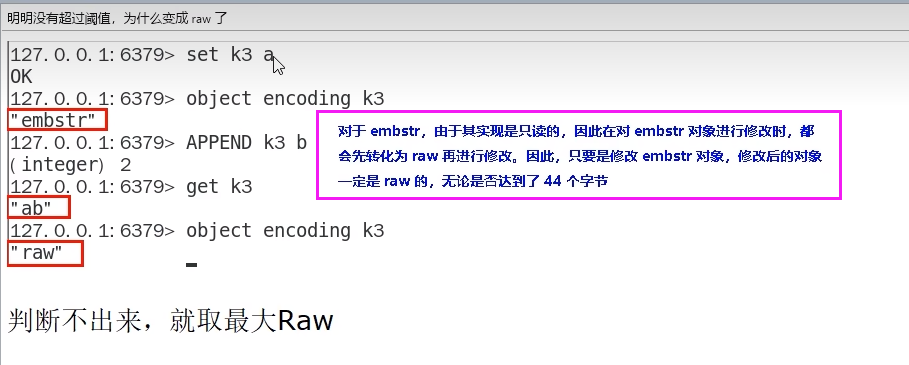 明明没有超过阈值，为什么变成 raw 了
127.0.0.1:6379> set k3 a
OK
127.0.0.1:6379> object encoding k3
"embstr"
127.0.0.1:6379> APPEND k3 b
(integer) 2
127.0.0.1:6379> get k3
"ab"
127.0.0.1:6379> object encoding k3
"raw"
对于 embstr，由于其实现是只读的，因此在对 embstr 对象进行修改时，都
会先转化为 raw 再进行修改。因此，只要是修改 embstr 对象，修改后的对象
一定是 raw 的，无论是否达到了 44 个字节
判断不出来，就取最大Raw